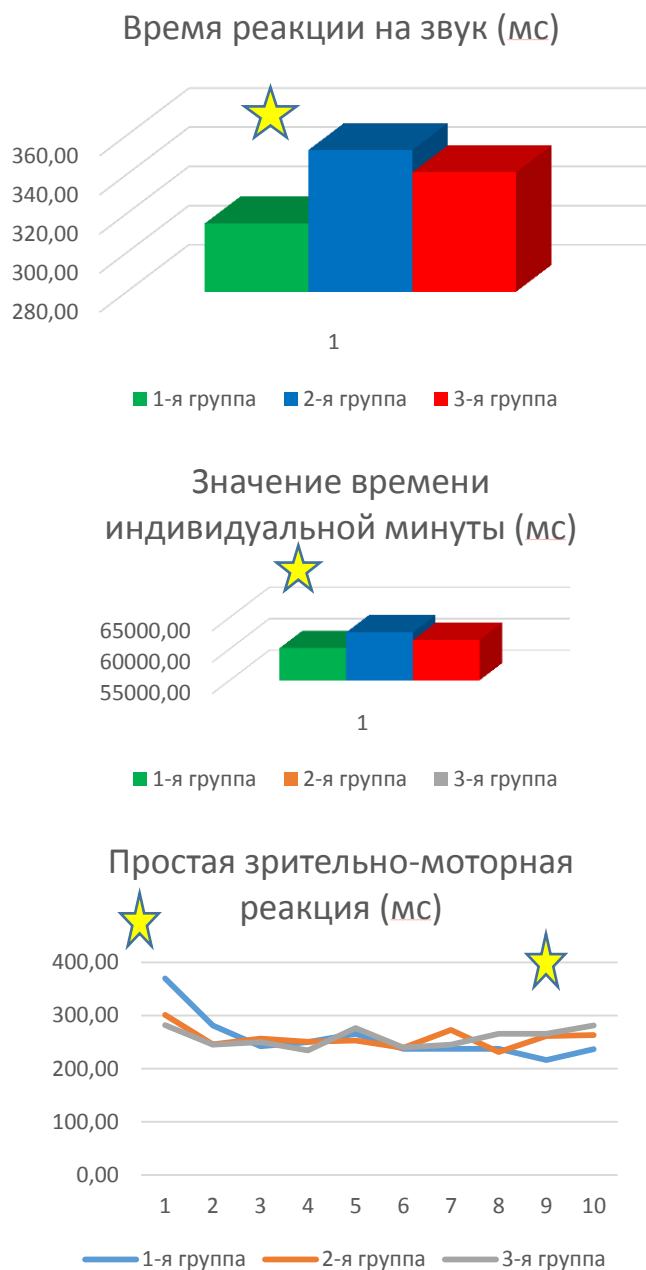 Время реакции на звук (мс)
360,00
340,00
320,00
300,00
280,00
1
1-я группа 2-я группа 3-я группа
Значение времени
индивидуальной минуты (мс)
65000,00
60000,00
55000,00
1
1-я группа 2-я группа 3-я группа
Простая зрительно-моторная
реакция (мс)
400,00
300,00
200,00
100,00
0,00
1 2 3 4 5 6 7 8 9 10
1-я группа 2-я группа 3-я группа